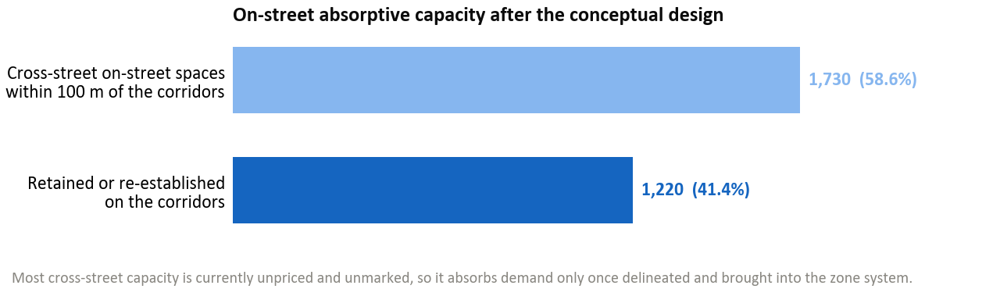 On-street absorptive capacity after the conceptual design
Cross-street on-street spaces
within 100 m of the corridors
1,730 (58.6%)
Retained or re-established
on the corridors
1,220 (41.4%)
Most cross-street capacity is currently unpriced and unmarked, so it absorbs demand only once delineated and brought into the zone system.